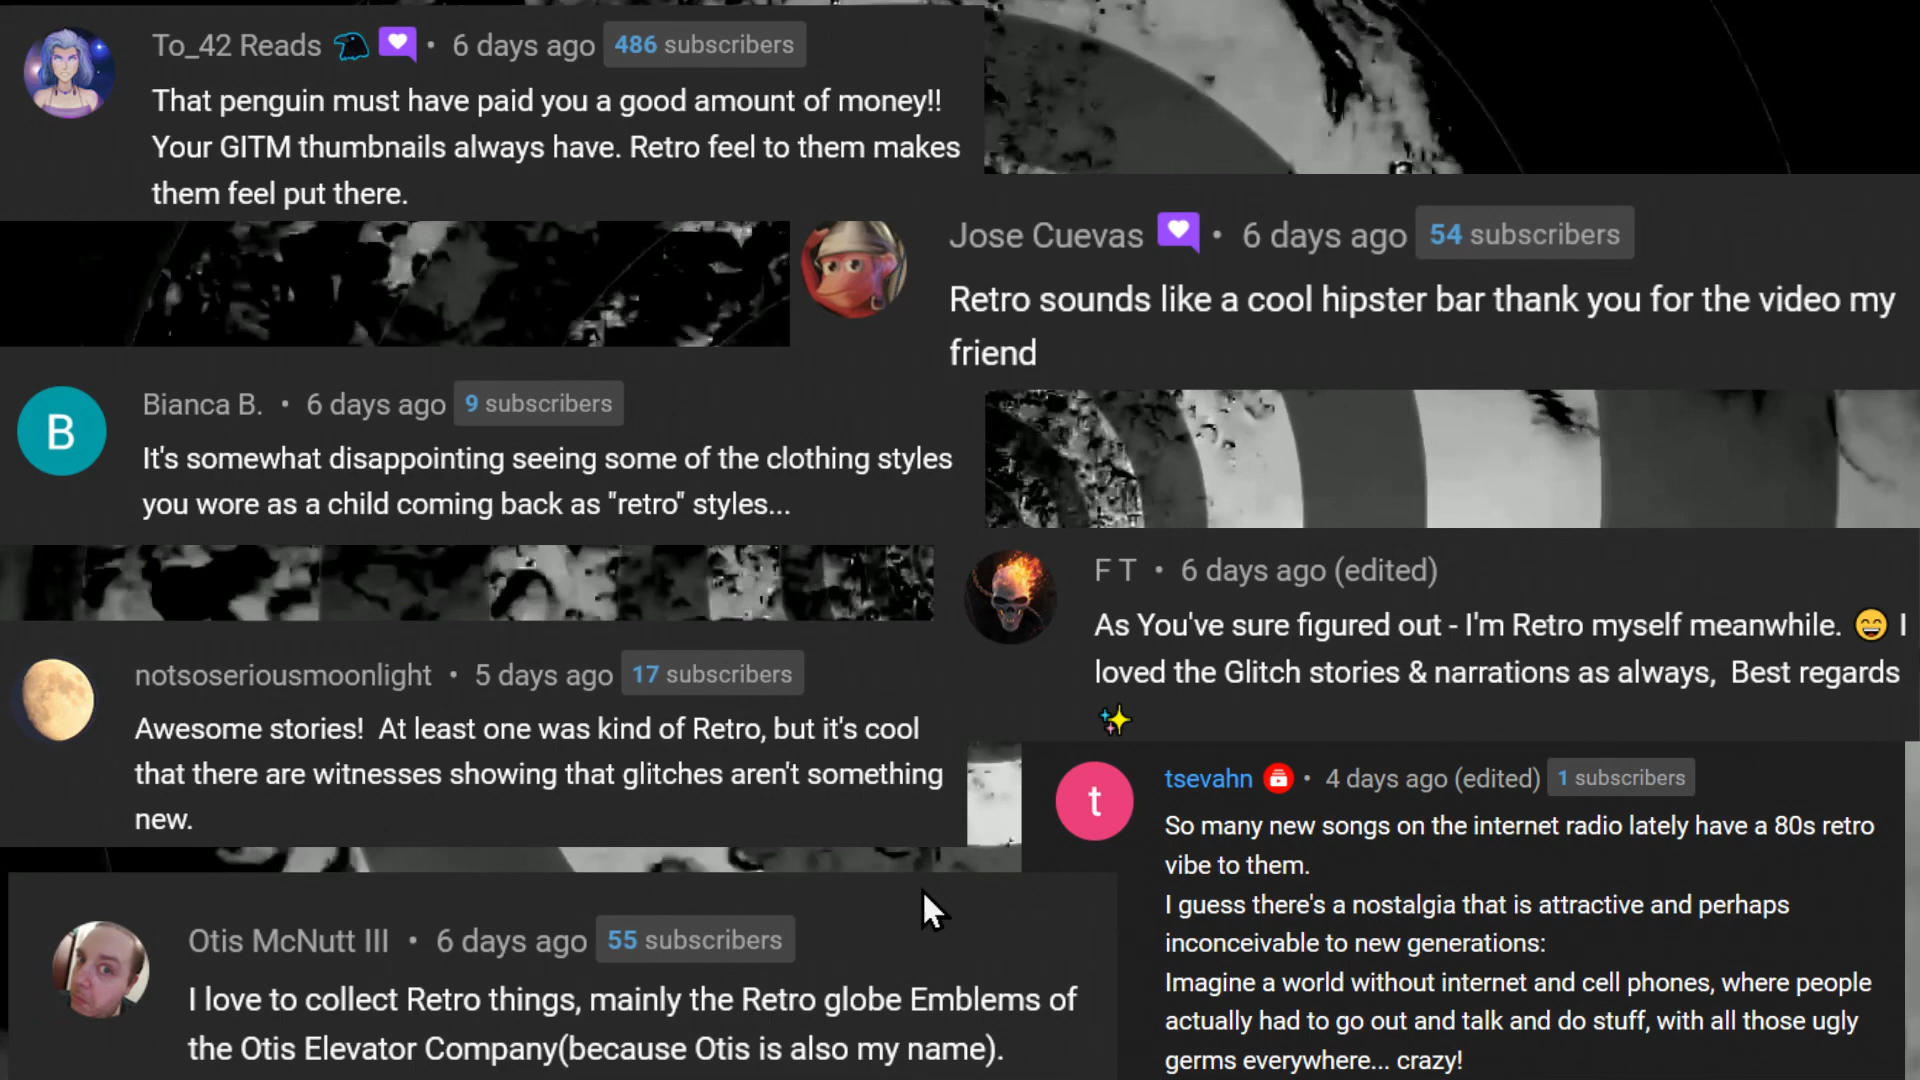 To_42 Reads • 6 days ago 486 subscribers
That penguin must have paid you a good amount of money!!
Your GITM thumbnails always have. Retro feel to them makes
them feel put there.
Jose Cuevas • 6 days ago 54 subscribers
Retro sounds like a cool hipster bar thank you for the video my
friend
B
Bianca B. • 6 days ago 9 subscribers
It's somewhat disappointing seeing some of the clothing styles
you wore as a child coming back as "retro" styles...
F T • 6 days ago (edited)
As You've sure figured out - I'm Retro myself meanwhile. 😄 I
loved the Glitch stories & narrations as always, Best regards
✨
notsoseriousmoonlight • 5 days ago 17 subscribers
Awesome stories! At least one was kind of Retro, but it's cool
that there are witnesses showing that glitches aren't something
new.
t
tsevahn • 4 days ago (edited) 1 subscribers
So many new songs on the internet radio lately have a 80s retro
vibe to them.
I guess there's a nostalgia that is attractive and perhaps
inconceivable to new generations:
Imagine a world without internet and cell phones, where people
actually had to go out and talk and do stuff, with all those ugly
germs everywhere... crazy!
Otis McNutt III • 6 days ago 55 subscribers
I love to collect Retro things, mainly the Retro globe Emblems of
the Otis Elevator Company(because Otis is also my name).